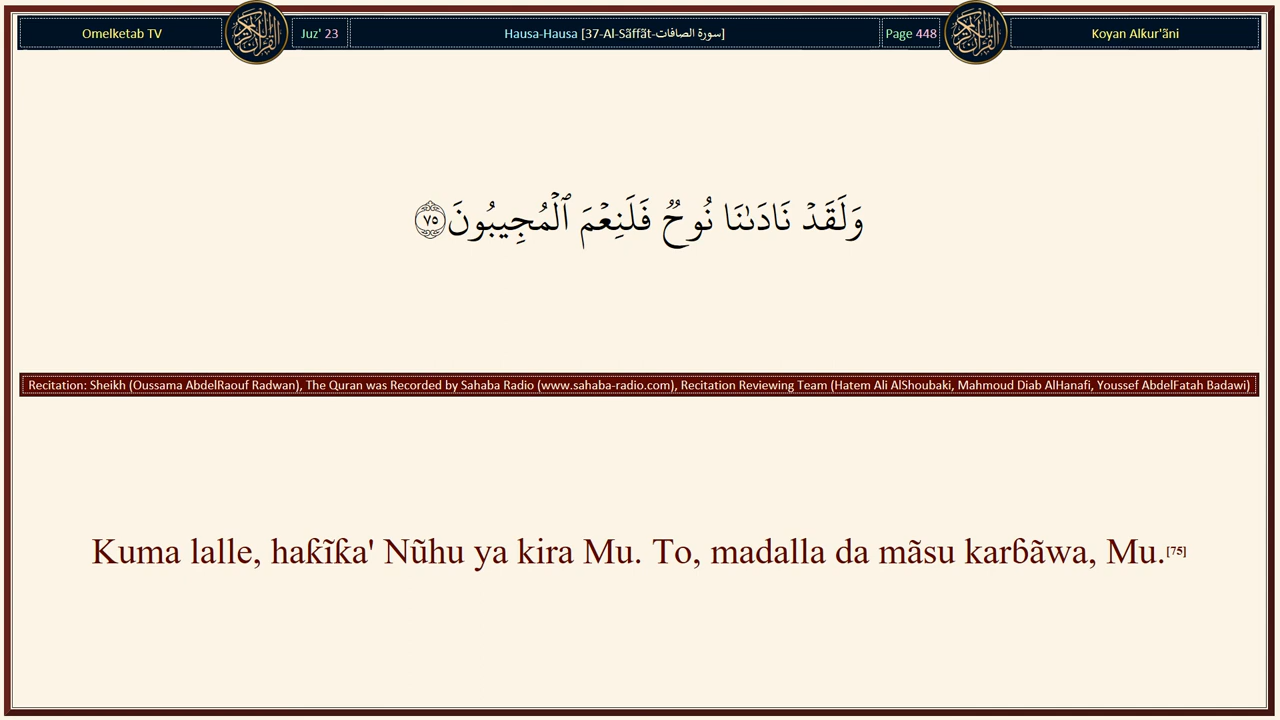 Omelketab TV Juz' 23 Hausa-Hausa [37-Al-Sãffãt-سورة الصافات] Page 448 Koyan Alƙur'ãni
وَلَقَدۡ نَادَىٰنَا نُوحٞ فَلَنِعۡمَ ٱلۡمُجِيبُونَ ٧٥
Recitation: Sheikh (Oussama AbdelRaouf Radwan), The Quran was Recorded by Sahaba Radio (www.sahaba-radio.com), Recitation Reviewing Team (Hatem Ali AlShoubaki, Mahmoud Diab AlHanafi, Youssef AbdelFatah Badawi)
Kuma lalle, haƙĩƙa' Nũhu ya kira Mu. To, madalla da mãsu karɓãwa, Mu.[75]